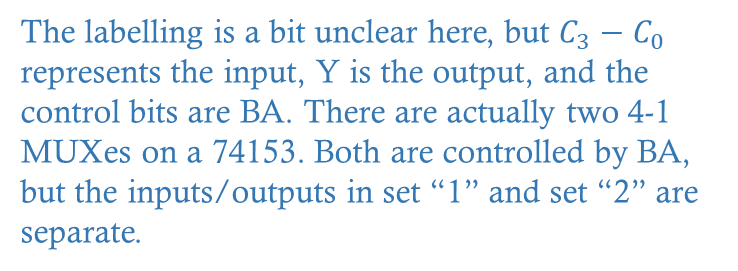 The labelling is a bit unclear here, but C₃ − C₀
represents the input, Y is the output, and the
control bits are BA. There are actually two 4-1
MUXes on a 74153. Both are controlled by BA,
but the inputs/outputs in set “1” and set “2” are
separate.